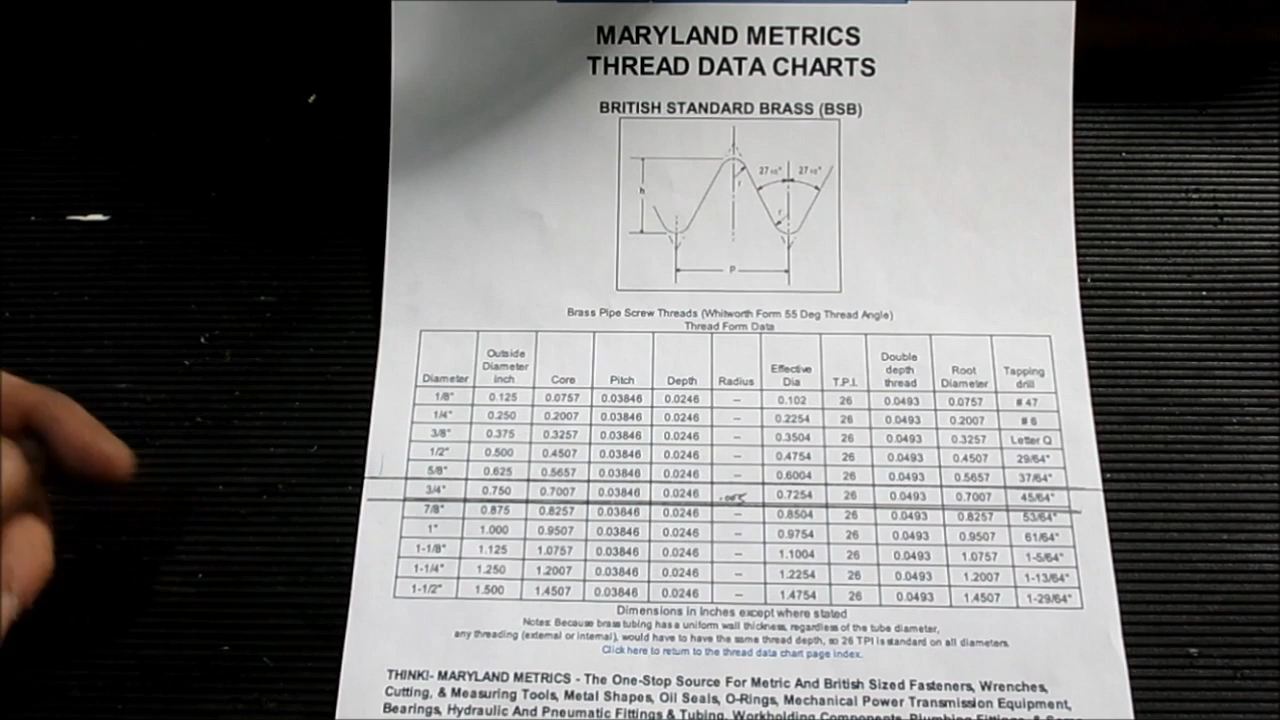 MARYLAND METRICS
THREAD DATA CHARTS
BRITISH STANDARD BRASS (BSB)
h
r
27 1/2°
27 1/2°
r
P
Brass Pipe Screw Threads (Whitworth Form 55 Deg Thread Angle)
Thread Form Data
Diameter Outside Diameter inch Core Pitch Depth Radius Effective Dia T.P.I. Double depth thread Root Diameter Tapping drill
1/8" 0.125 0.0757 0.03846 0.0246 -- 0.102 26 0.0493 0.0757 # 47
1/4" 0.250 0.2007 0.03846 0.0246 -- 0.2254 26 0.0493 0.2007 # 6
3/8" 0.375 0.3257 0.03846 0.0246 -- 0.3504 26 0.0493 0.3257 Letter Q
1/2" 0.500 0.4507 0.03846 0.0246 -- 0.4754 26 0.0493 0.4507 29/64"
5/8" 0.625 0.5657 0.03846 0.0246 -- 0.6004 26 0.0493 0.5657 37/64"
3/4" 0.750 0.7007 0.03846 0.0246 .005 0.7254 26 0.0493 0.7007 45/64"
7/8" 0.875 0.8257 0.03846 0.0246 -- 0.8504 26 0.0493 0.8257 53/64"
1" 1.000 0.9507 0.03846 0.0246 -- 0.9754 26 0.0493 0.9507 61/64"
1-1/8" 1.125 1.0757 0.03846 0.0246 -- 1.1004 26 0.0493 1.0757 1-5/64"
1-1/4" 1.250 1.2007 0.03846 0.0246 -- 1.2254 26 0.0493 1.2007 1-13/64"
1-1/2" 1.500 1.4507 0.03846 0.0246 -- 1.4754 26 0.0493 1.4507 1-29/64"
Dimensions in Inches except where stated
Notes: Because brass tubing has a uniform wall thickness, regardless of the tube diameter,
any threading (external or internal), would have to have the same thread depth, so 26 TPI is standard on all diameters.
Click here to return to the thread data chart page index.
THINK!- MARYLAND METRICS - The One-Stop Source For Metric And British Sized Fasteners, Wrenches,
Cutting, & Measuring Tools, Metal Shapes, Oil Seals, O-Rings, Mechanical Power Transmission Equipment,
Bearings, Hydraulic And Pneumatic Fittings & Tubing, Workholding Components, Plumbing Fittings, &